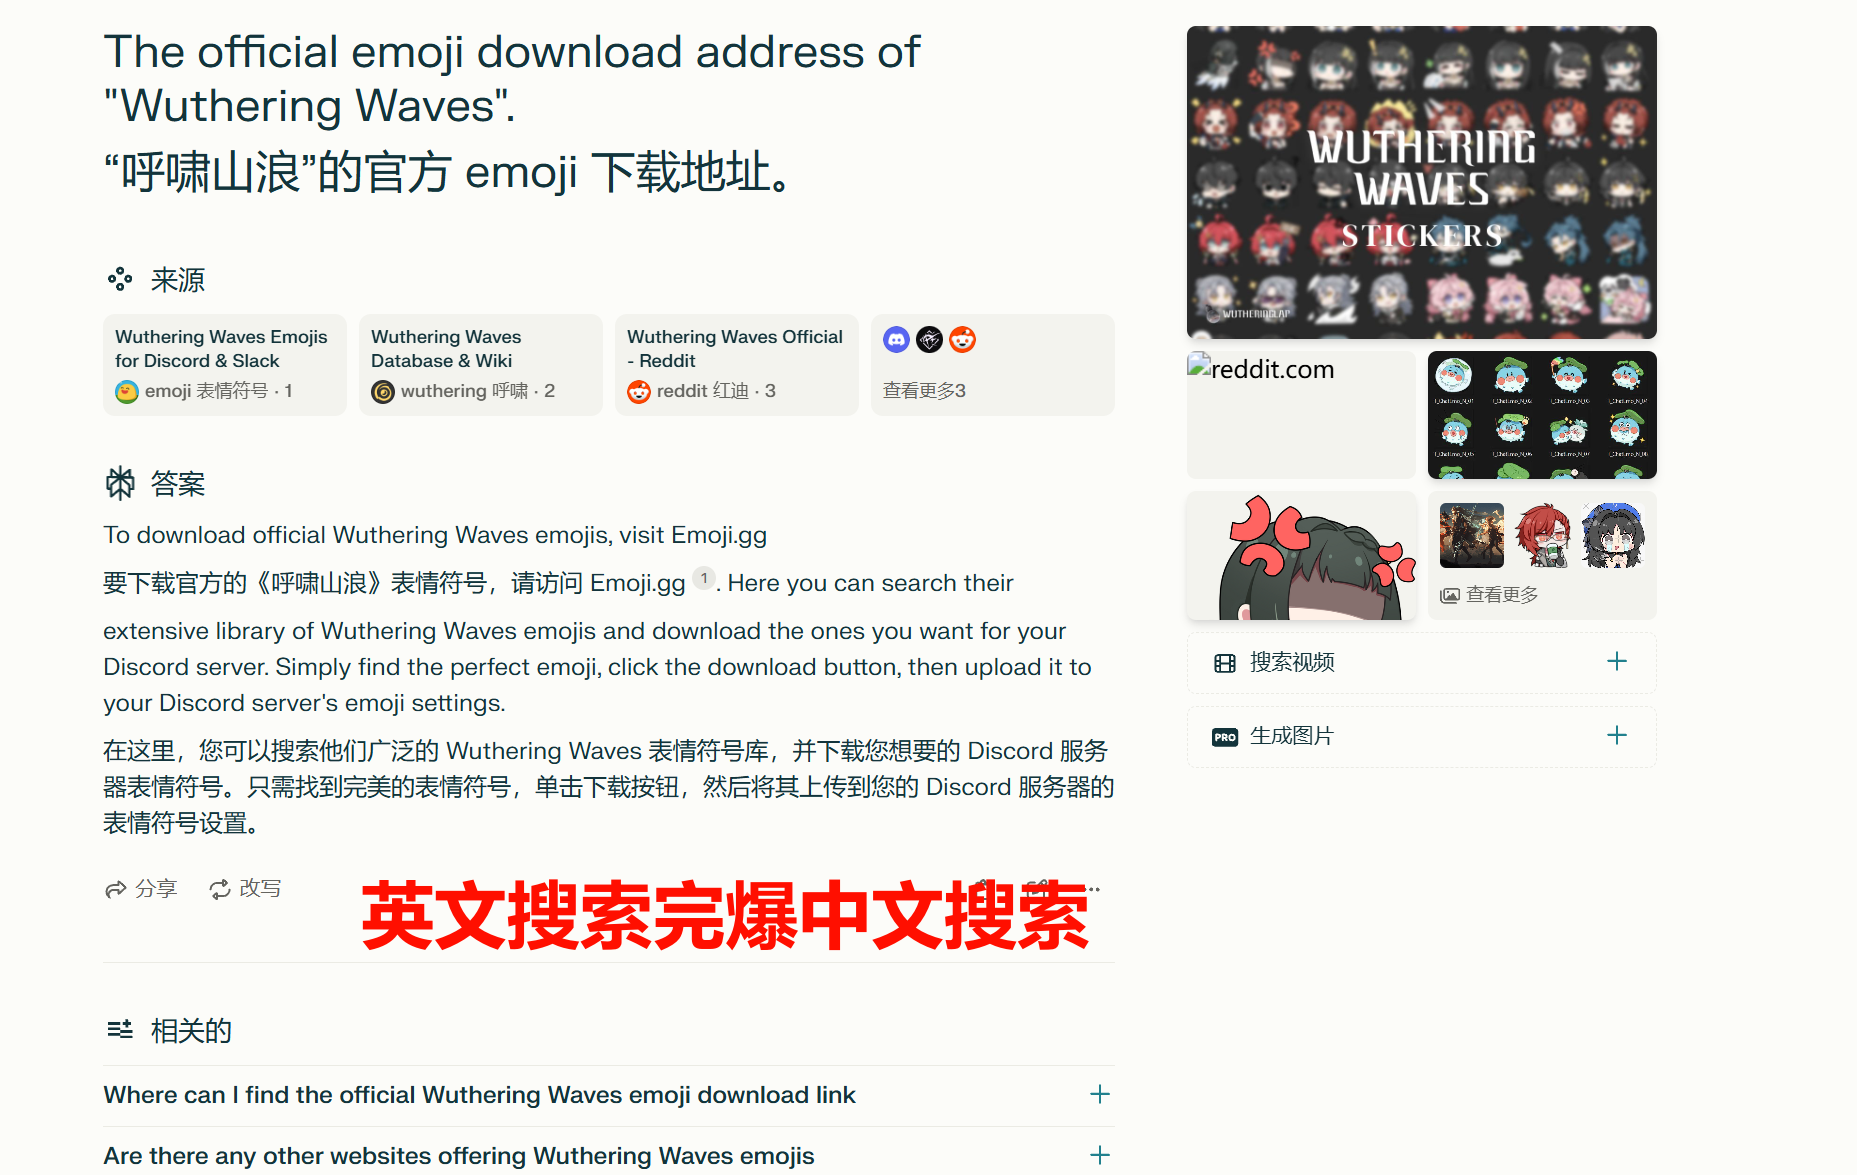 The official emoji download address of
"Wuthering Waves".
“呼啸山浪”的官方 emoji 下载地址。
来源
Wuthering Waves Emojis
for Discord & Slack
emoji 表情符号 · 1
Wuthering Waves
Database & Wiki
wuthering 呼啸 · 2
Wuthering Waves Official
- Reddit
reddit 红迪 · 3
查看更多3
答案
To download official Wuthering Waves emojis, visit Emoji.gg
要下载官方的《呼啸山浪》表情符号，请访问 Emoji.gg 1. Here you can search their
extensive library of Wuthering Waves emojis and download the ones you want for your
Discord server. Simply find the perfect emoji, click the download button, then upload it to
your Discord server's emoji settings.
在这里，您可以搜索他们广泛的 Wuthering Waves 表情符号库，并下载您想要的 Discord 服务
器表情符号。只需找到完美的表情符号，单击下载按钮，然后将其上传到您的 Discord 服务器的
表情符号设置。
分享
改写
英文搜索完爆中文搜索
相关的
Where can I find the official Wuthering Waves emoji download link
Are there any other websites offering Wuthering Waves emojis
WUTHERING
WAVES
STICKERS
WUTHERINGLAB
reddit.com
查看更多
搜索视频
PRO 生成图片